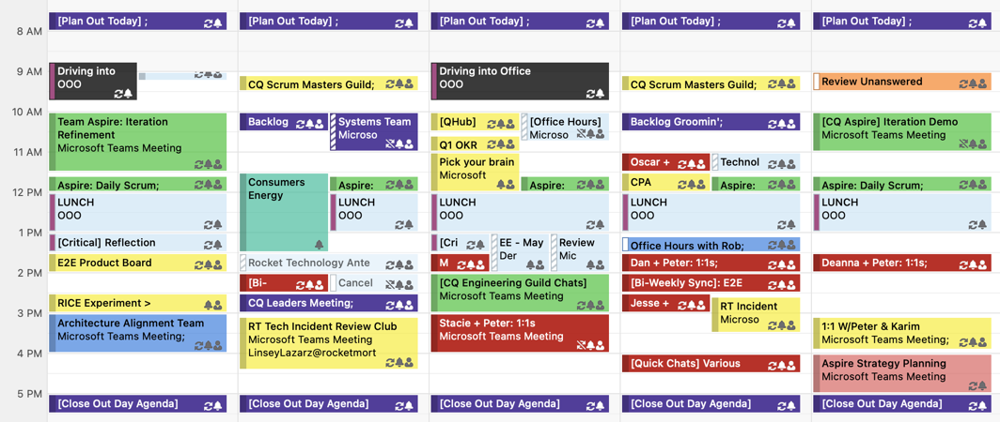 8 AM
9 AM
10 AM
11 AM
12 PM
1 PM
2 PM
3 PM
4 PM
5 PM
[Plan Out Today] ;
Driving into
OOO
Team Aspire: Iteration
Refinement
Microsoft Teams Meeting
Aspire: Daily Scrum;
LUNCH
OOO
[Critical] Reflection
E2E Product Board
RICE Experiment >
Architecture Alignment Team
Microsoft Teams Meeting;
[Close Out Day Agenda]
[Plan Out Today] ;
CQ Scrum Masters Guild;
Backlog
Systems Team
Microso
Consumers
Energy
Aspire:
LUNCH
OOO
Rocket Technology Ante
[Bi-
Cancel
CQ Leaders Meeting;
RT Tech Incident Review Club
Microsoft Teams Meeting
LinseyLazarz@rocketmort
[Close Out Day Agenda]
[Plan Out Today] ;
Driving into Office
OOO
[QHub]
[Office Hours]
Microso
Q1 OKR
Pick your brain
Microsoft
Aspire:
LUNCH
OOO
[Cri
EE - May
Der
Review
Mic
M
[CQ Engineering Guild Chats]
Microsoft Teams Meeting
Stacie + Peter: 1:1s
Microsoft Teams Meeting
[Close Out Day Agenda]
[Plan Out Today] ;
CQ Scrum Masters Guild;
Backlog Groomin';
Oscar +
Technol
CPA
Aspire:
LUNCH
OOO
Office Hours with Rob;
Dan + Peter: 1:1s;
[Bi-Weekly Sync]: E2E
Jesse +
RT Incident
Microso
[Quick Chats] Various
[Close Out Day Agenda]
[Plan Out Today] ;
Review Unanswered
[CQ Aspire] Iteration Demo
Microsoft Teams Meeting
Aspire: Daily Scrum;
LUNCH
OOO
Deanna + Peter: 1:1s;
1:1 W/Peter & Karim
Microsoft Teams Meeting;
Aspire Strategy Planning
Microsoft Teams Meeting
[Close Out Day Agenda]